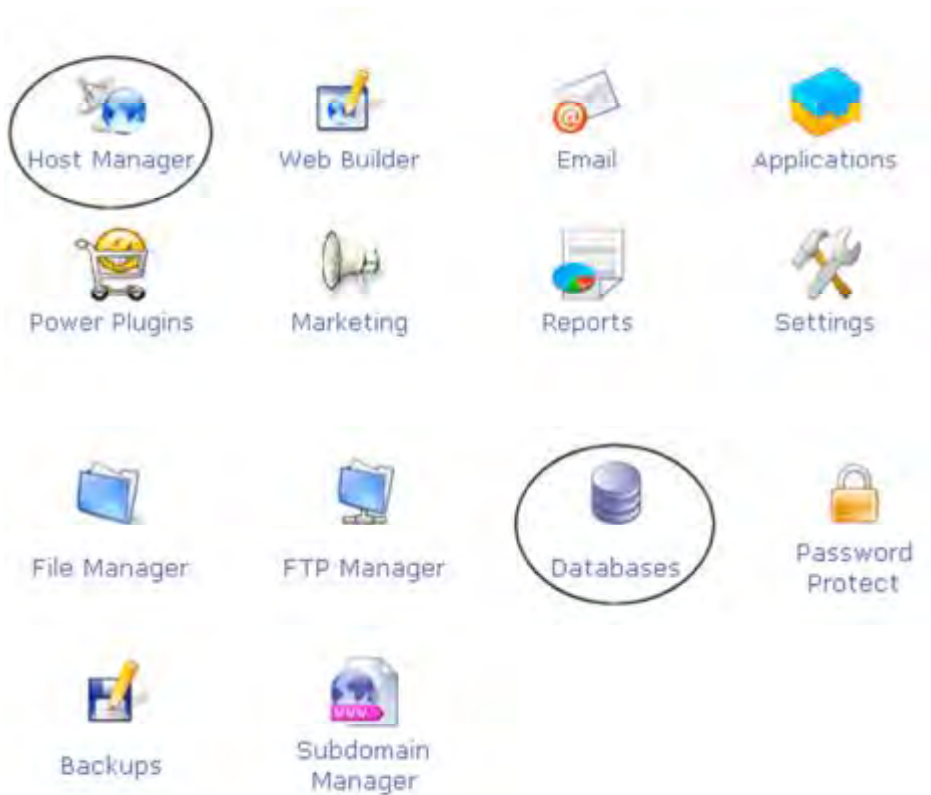 Host Manager
Web Builder
Email
Applications
Power Plugins
Marketing
Reports
Settings
File Manager
FTP Manager
Databases
Password
Protect
Backups
www.
Subdomain
Manager